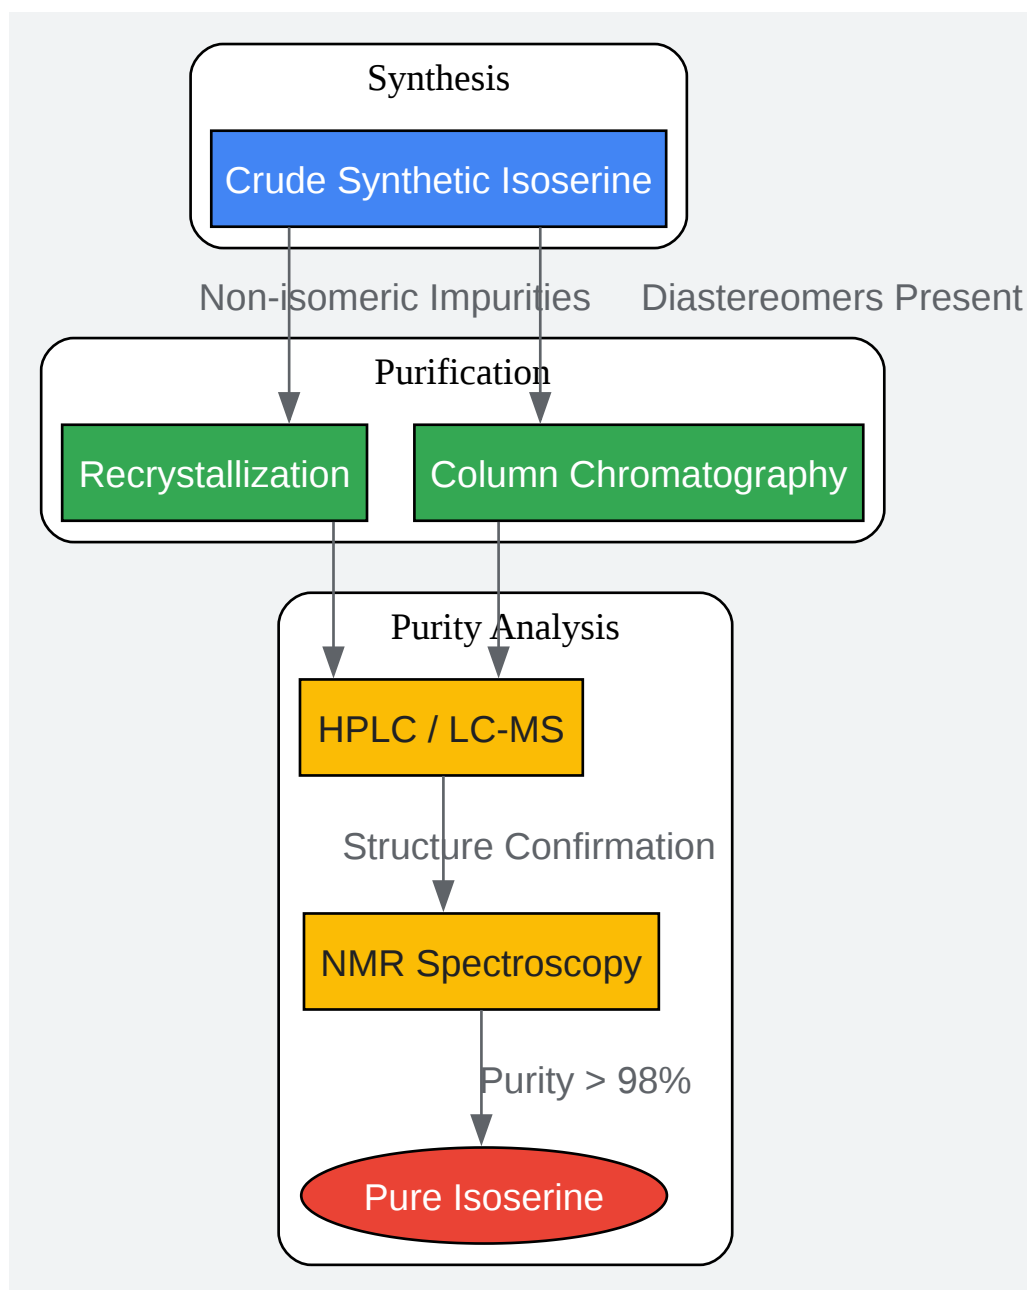 Synthesis
Crude Synthetic Isoserine
Non-isomeric Impurities
Diastereomers Present
Purification
Recrystallization
Column Chromatography
Purity Analysis
HPLC / LC-MS
Structure Confirmation
NMR Spectroscopy
Purity > 98%
Pure Isoserine